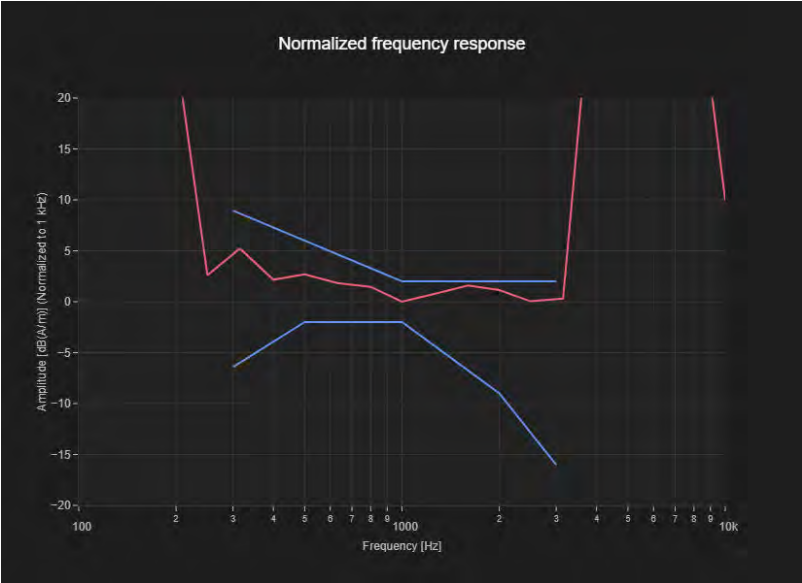 Normalized frequency response
Amplitude [dB(A/m)] (Normalized to 1 kHz)
20
15
10
5
0
−5
−10
−15
−20
100 2 3 4 5 6 7 8 9 1000 2 3 4 5 6 7 8 9 10k
Frequency [Hz]